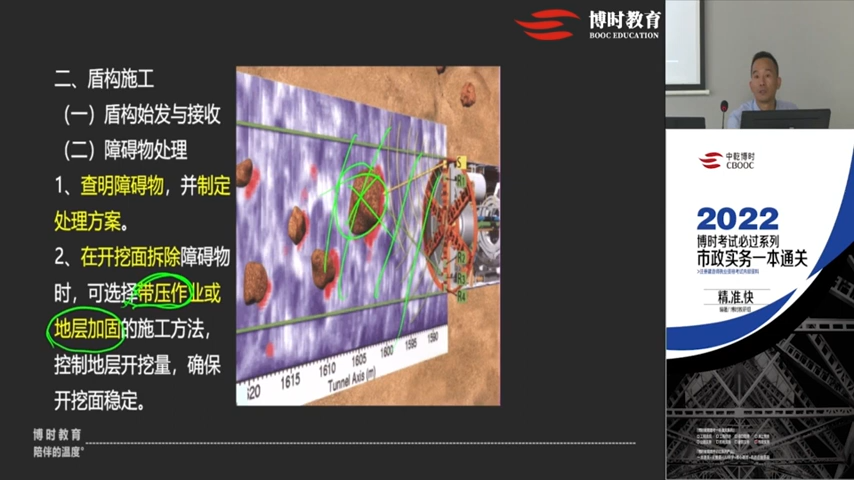 博时教育
BOOC EDUCATION
二、盾构施工
（一）盾构始发与接收
（二）障碍物处理
1、查明障碍物，并制定
处理方案。
2、在开挖面拆除障碍物
时，可选择带压作业或
地层加固的施工方法，
控制地层开挖量，确保
开挖面稳定。
S
R1
R2
R3
R4
1615
1610
1605
1600
1595
1590
Tunnel Axis (m)
博时教育
陪伴的温度
中乾博时
CBOOC
2022
博时考试必过系列
市政实务一本通关
精,准,快